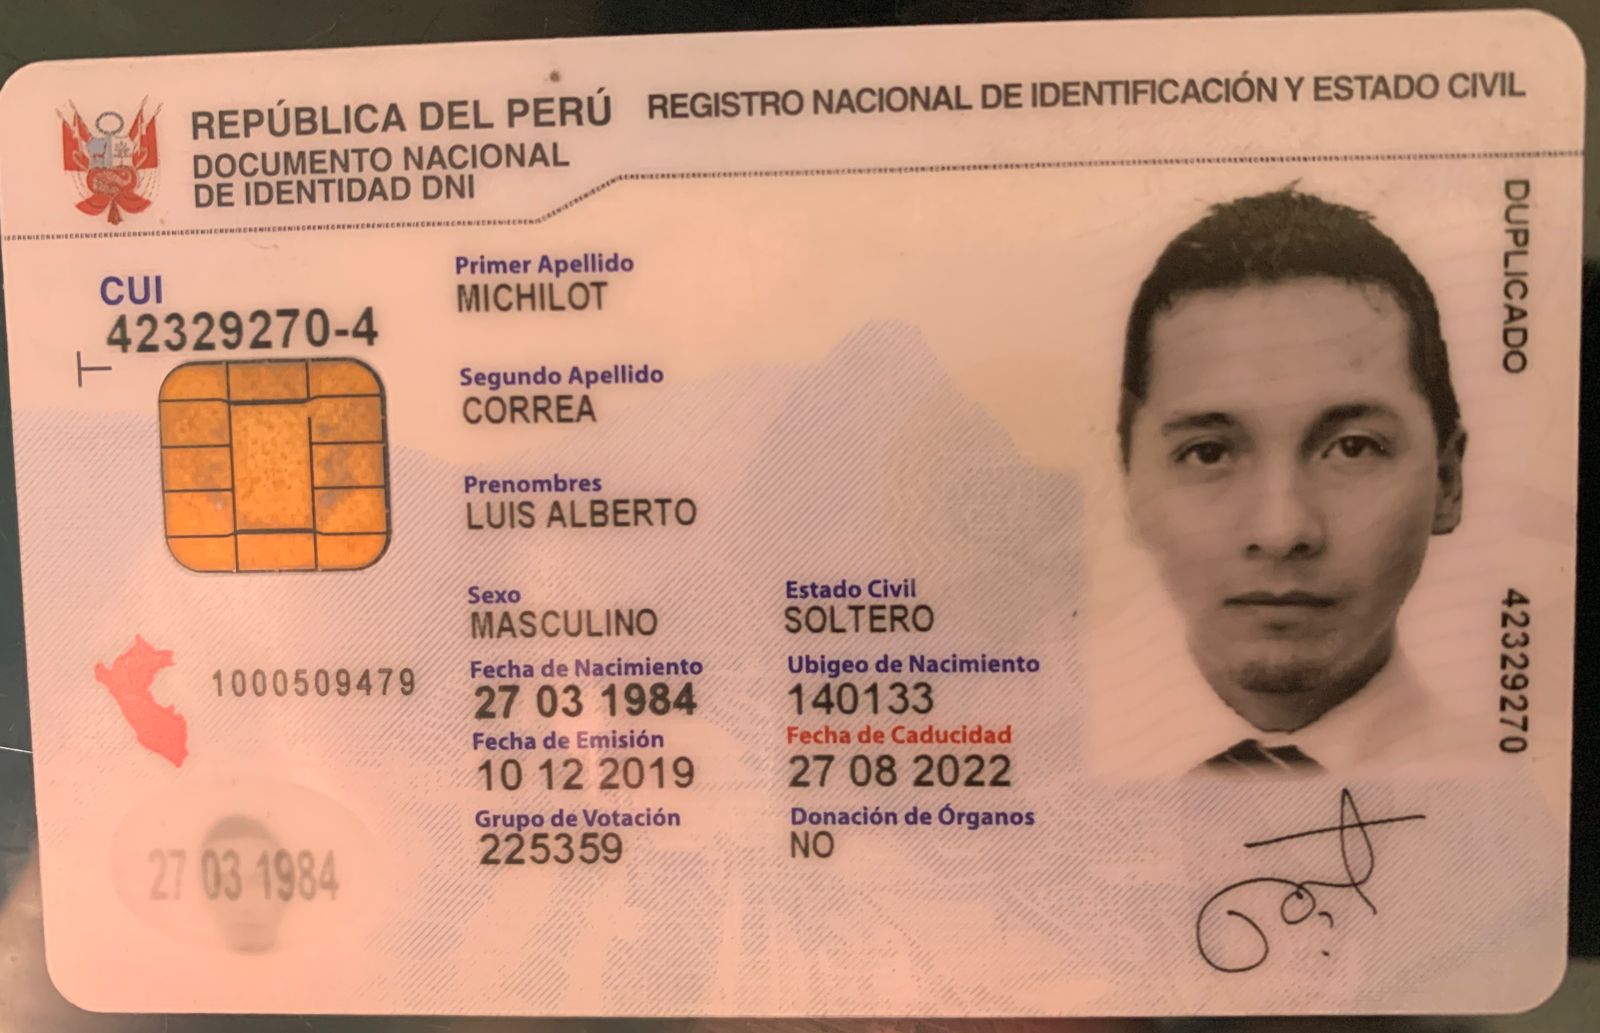 REPÚBLICA DEL PERÚ
REGISTRO NACIONAL DE IDENTIFICACIÓN Y ESTADO CIVIL
DOCUMENTO NACIONAL
DE IDENTIDAD DNI
CUI
42329270-4
Primer Apellido
MICHILOT
Segundo Apellido
CORREA
Prenombres
LUIS ALBERTO
Sexo
MASCULINO
Estado Civil
SOLTERO
Fecha de Nacimiento
27 03 1984
Ubigeo de Nacimiento
140133
Fecha de Emisión
10 12 2019
Fecha de Caducidad
27 08 2022
Grupo de Votación
225359
Donación de Órganos
NO
1000509479
27 03 1984
DUPLICADO
42329270